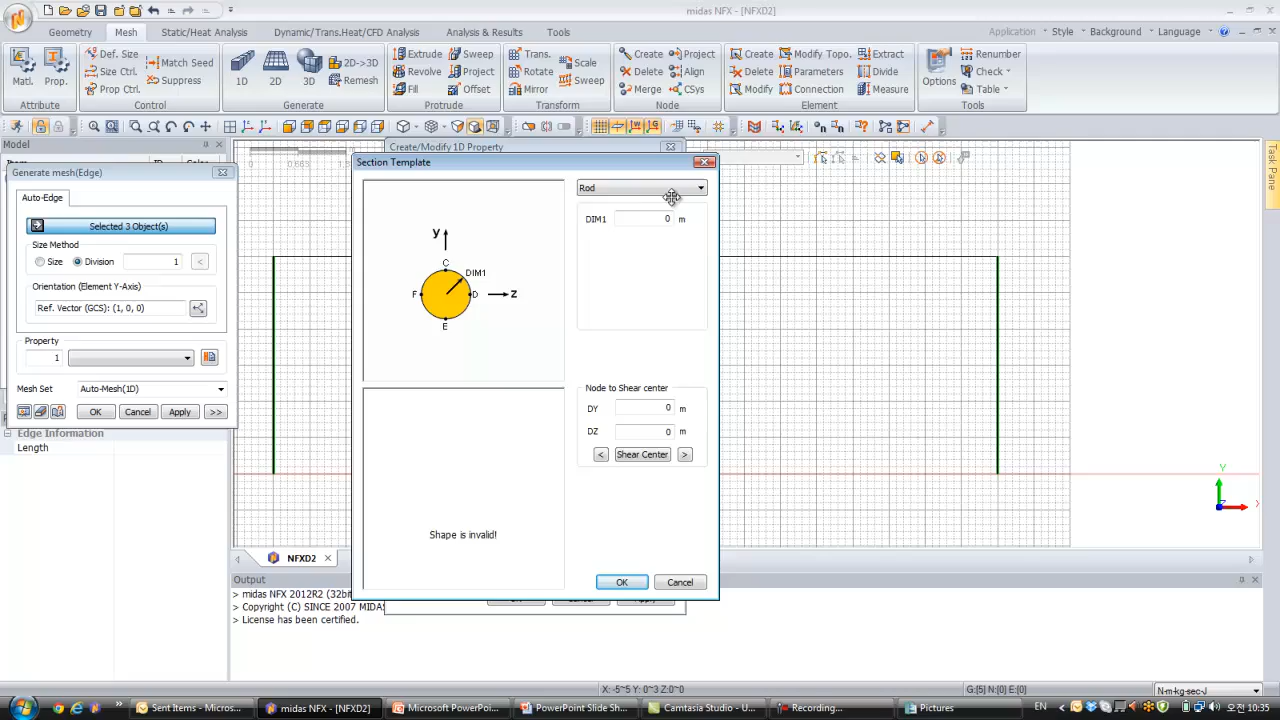 midas NFX - [NFXD2]
Geometry Mesh Static/Heat Analysis Dynamic/Trans.Heat/CFD Analysis Analysis & Results Tools Application Style Background Language
Def. Size Match Seed 2D->3D Extrude Sweep Trans. Scale Create Project Create Modify Topo. Extract Renumber
Size Ctrl. Suppress Remesh Revolve Project Rotate Sweep Delete Align Delete Parameters Divide Check
Matl. Prop. Prop Ctrl. 1D 2D 3D Fill Offset Mirror Merge CSys Modify Connection Measure Options Table
Attribute Control Generate Protrude Transform Node Element Tools
Model
Create/Modify 1D Property
Task Pane
Generate mesh(Edge)
Auto-Edge
Selected 3 Object(s)
Size Method
Size Division 1 <
Orientation (Element Y-Axis)
Ref. Vector (GCS): (1, 0, 0)
Property
1
Mesh Set Auto-Mesh(1D)
OK Cancel Apply >>
Edge Information
Length
Section Template
Rod
DIM1 0 m
y
C
DIM1
F D z
E
Node to Shear center
DY 0 m
DZ 0 m
< Shear Center >
Shape is invalid!
OK Cancel
0.663
Y
X
NFXD2
Output
> midas NFX 2012R2 (32bi
> Copyright (C) SINCE 2007 MIDAS
> License has been certified.
X: -5~5 Y: 0~3 Z:0~0 G:[5] N:[0] E:[0] N-m-kg-sec-J
Sent Items - Micros... midas NFX - [NFXD2] Microsoft PowerPoi... PowerPoint Slide Sh... Camtasia Studio - U... Recording... Pictures EN 오전 10:35